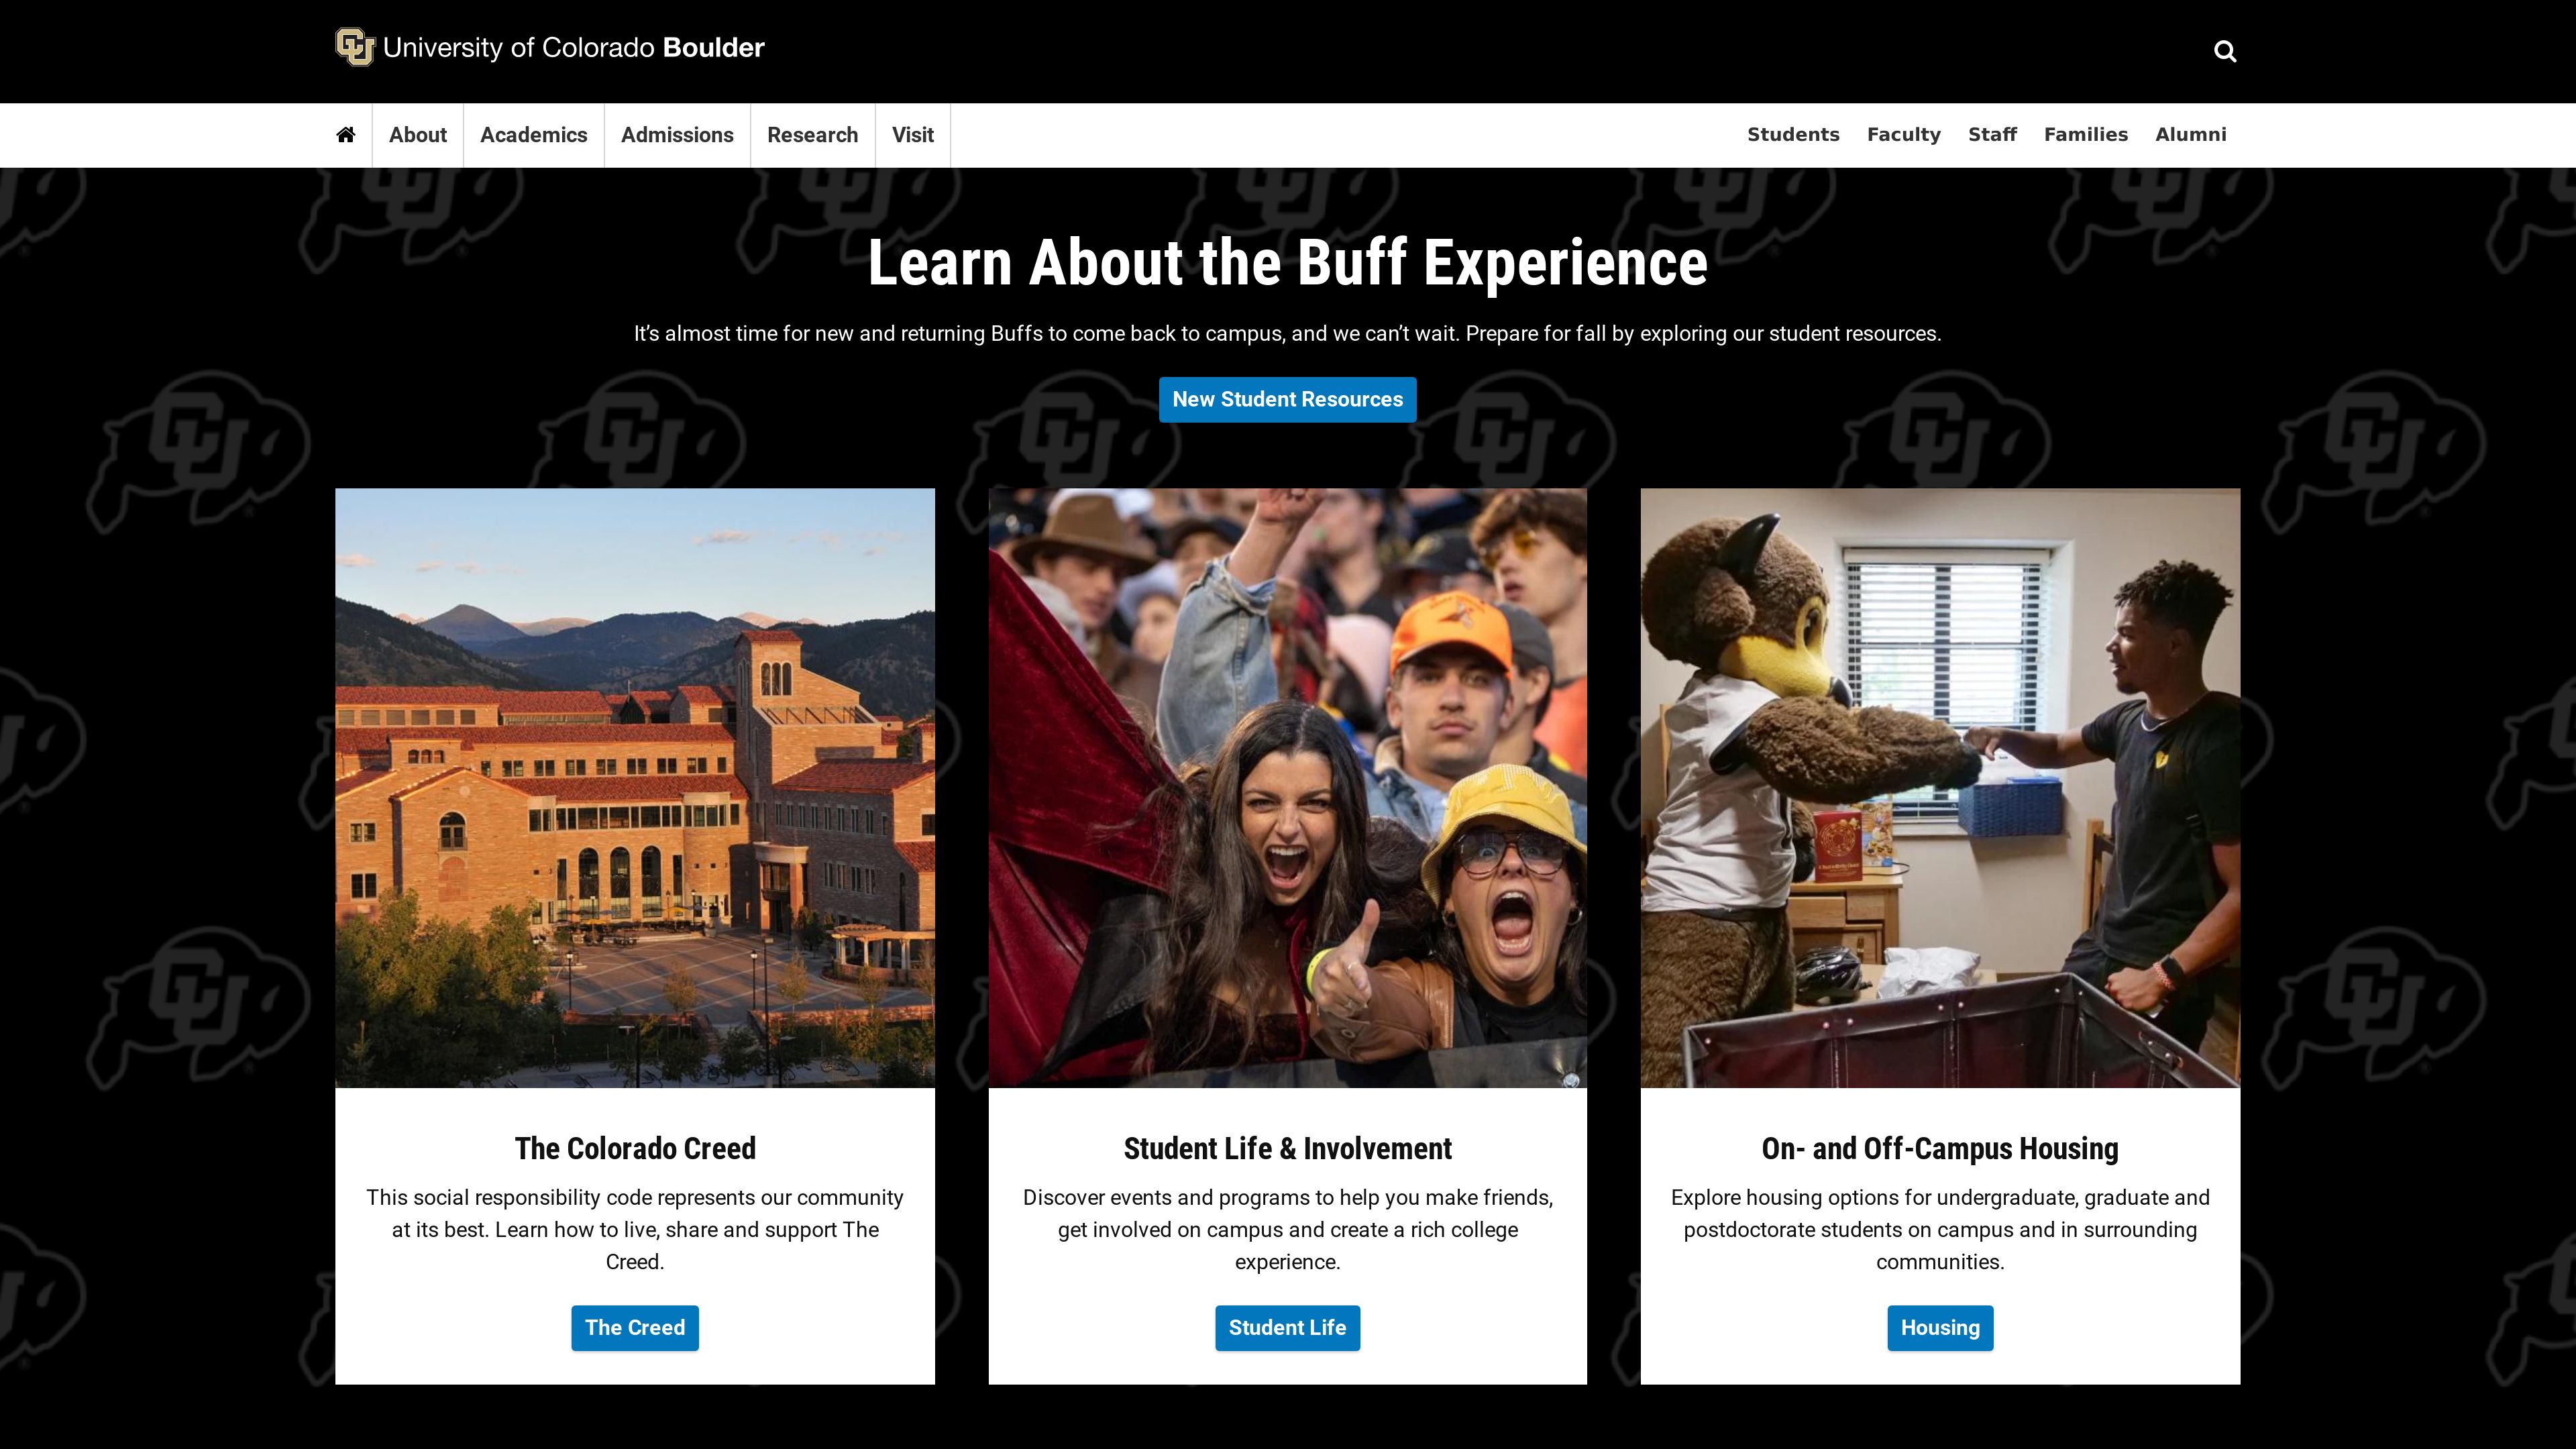 CU University of Colorado Boulder
About Academics Admissions Research Visit
Students Faculty Staff Families Alumni
Learn About the Buff Experience
It’s almost time for new and returning Buffs to come back to campus, and we can’t wait. Prepare for fall by exploring our student resources.
New Student Resources
The Colorado Creed
This social responsibility code represents our community
at its best. Learn how to live, share and support The
Creed.
The Creed
Student Life & Involvement
Discover events and programs to help you make friends,
get involved on campus and create a rich college
experience.
Student Life
On- and Off-Campus Housing
Explore housing options for undergraduate, graduate and
postdoctorate students on campus and in surrounding
communities.
Housing